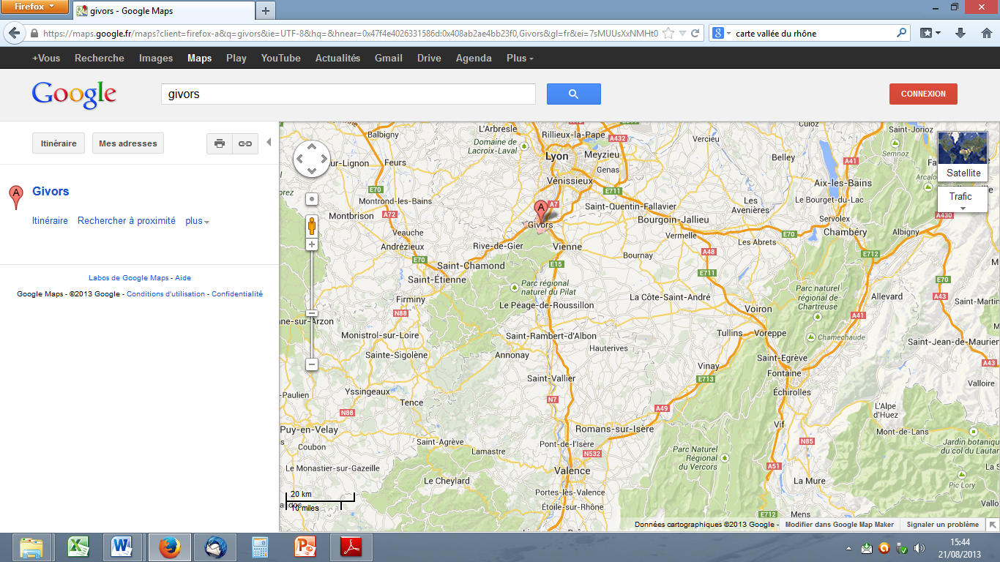 Firefox
givors - Google Maps
https://maps.google.fr/maps?client=firefox-a&q=givors&ie=UTF-8&hq=&hnear=0x47f4e4026331586d:0x408ab2ae4bb23f0,Givors&gl=fr&ei=7sMUUsXxNMHt0
carte vallée du rhône
+Vous Recherche Images Maps Play YouTube Actualités Gmail Drive Agenda Plus
Google
givors
CONNEXION
Itinéraire
Mes adresses
A
Givors
Itinéraire Rechercher à proximité plus
Labos de Google Maps - Aide
Google Maps - ©2013 Google - Conditions d'utilisation - Confidentialité
L'Arbresle
Rillieux-la-Pape
A432
Balbigny
Domaine de
Lacroix-Laval
Vencieu
Culoz
Saint-Jorioz
ur-Lignon
Feurs
Lyon
Meyzieu
Genas
Belley
A41
Semnoz
Satellite
Vénissieux
E711
Aix-les-Bains
E70
Montrond-les-Bains
A7
Saint-Quentin-Fallavier
Les
Avenières
Le Bourget-du-Lac
Trafic
Montbrison
A72
A
Givors
Bourgoin-Jallieu
Servolex
A430
Veauche
Vermelle
E70
Chambéry
Albigny
Andrézieux
Rive-de-Gier
Vienne
Les Abrets
E70
Saint-Chamond
E15
Bournay
A48
E712
Saint-Étienne
E711
E70
Parc régional
naturel du Pilat
Firminy
Le Péage-de-Roussillon
La Côte-Saint-André
Parc naturel
régional de
Chartreuse
Allevard
A43
Saint-Martin
N88
Voiron
A41
nne-sur-Arzon
Monistrol-sur-Loire
Saint-Rambert-d'Albon
Tullins
Voreppe
Chamechaude
Saint-Jean-de-Maurien
Sainte-Sigolène
Annonay
Hauterives
Saint-Egrève
A43
Vinay
Fontaine
Saint-Vallier
E713
Valloire
-Paulien
Yssingeaux
Échirolles
Tence
N7
N88
A49
L'Alpe
d'Huez
Puy-en-Velay
Romans-sur-Isère
Vif
Mont-de-Lans
Coubon
Saint-Agrève
Pont-de-l'Isère
N85
Jardin botaniqu
du col du Lautar
Lamastre
N532
Parc Naturel
Régional
du Vercors
Le Monastier-sur-Gazeille
Valence
A51
Le Cheylard
La Mure
Pic Lory
20 km
Portes-lès-Valence
10 miles
Étoile-sur-Rhône
E712
Mens
Données cartographiques ©2013 Google - Modifier dans Google Map Maker Signaler un problème
15:44
21/08/2013